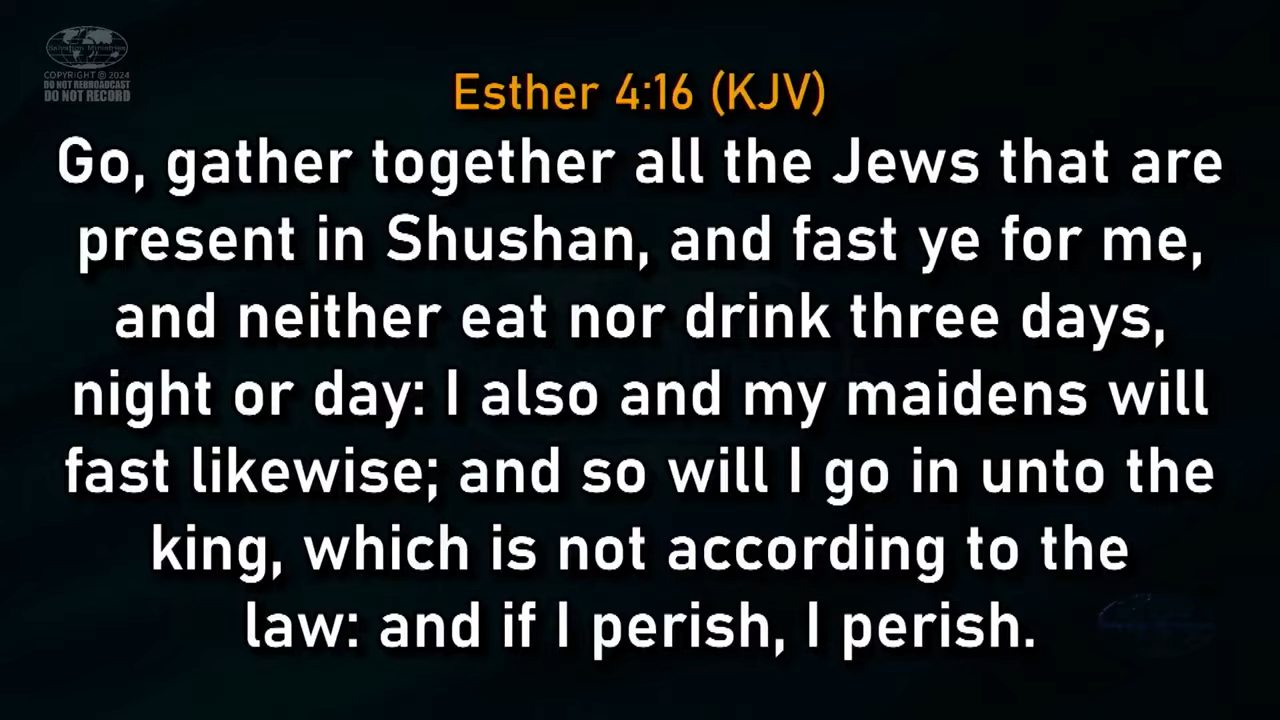 Salvation Ministries
COPYRIGHT @ 2024
DO NOT REBROADCAST
DO NOT RECORD
Esther 4:16 (KJV)
Go, gather together all the Jews that are
present in Shushan, and fast ye for me,
and neither eat nor drink three days,
night or day: I also and my maidens will
fast likewise; and so will I go in unto the
king, which is not according to the
law: and if I perish, I perish.